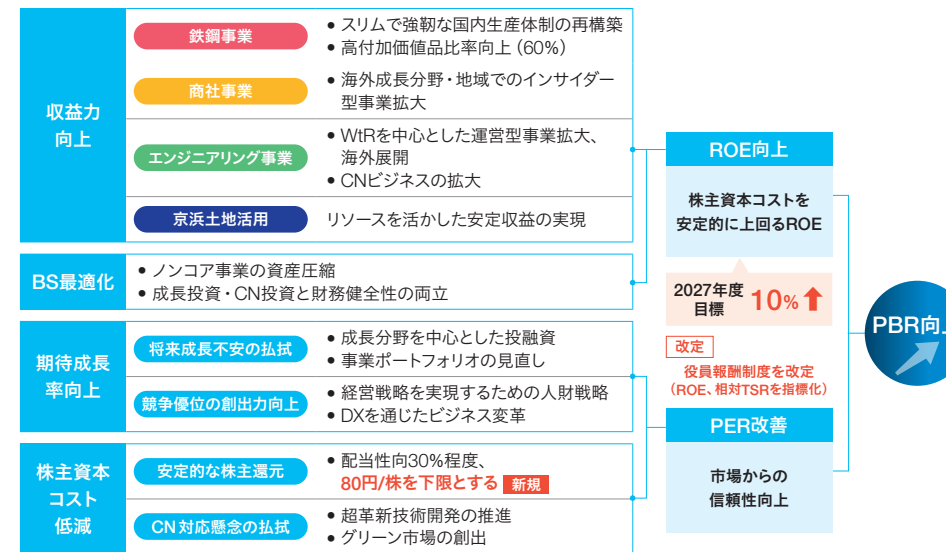 収益力
向上
鉄鋼事業
● スリムで強靭な国内生産体制の再構築
● 高付加価値品比率向上（60%）
商社事業
● 海外成長分野・地域でのインサイダー
型事業拡大
エンジニアリング事業
● WtRを中心とした運営型事業拡大、
海外展開
● CNビジネスの拡大
京浜土地活用
リソースを活かした安定収益の実現
BS最適化
● ノンコア事業の資産圧縮
● 成長投資・CN投資と財務健全性の両立
期待成長
率向上
将来成長不安の払拭
● 成長分野を中心とした投融資
● 事業ポートフォリオの見直し
競争優位の創出力向上
● 経営戦略を実現するための人財戦略
● DXを通じたビジネス変革
株主資本
コスト
低減
安定的な株主還元
● 配当性向30%程度、
80円/株を下限とする 新規
CN対応懸念の払拭
● 超革新技術開発の推進
● グリーン市場の創出
ROE向上
株主資本コストを
安定的に上回るROE
2027年度
目標
10%
改定
役員報酬制度を改定
（ROE、相対TSRを指標化）
PER改善
市場からの
信頼性向上
PBR向